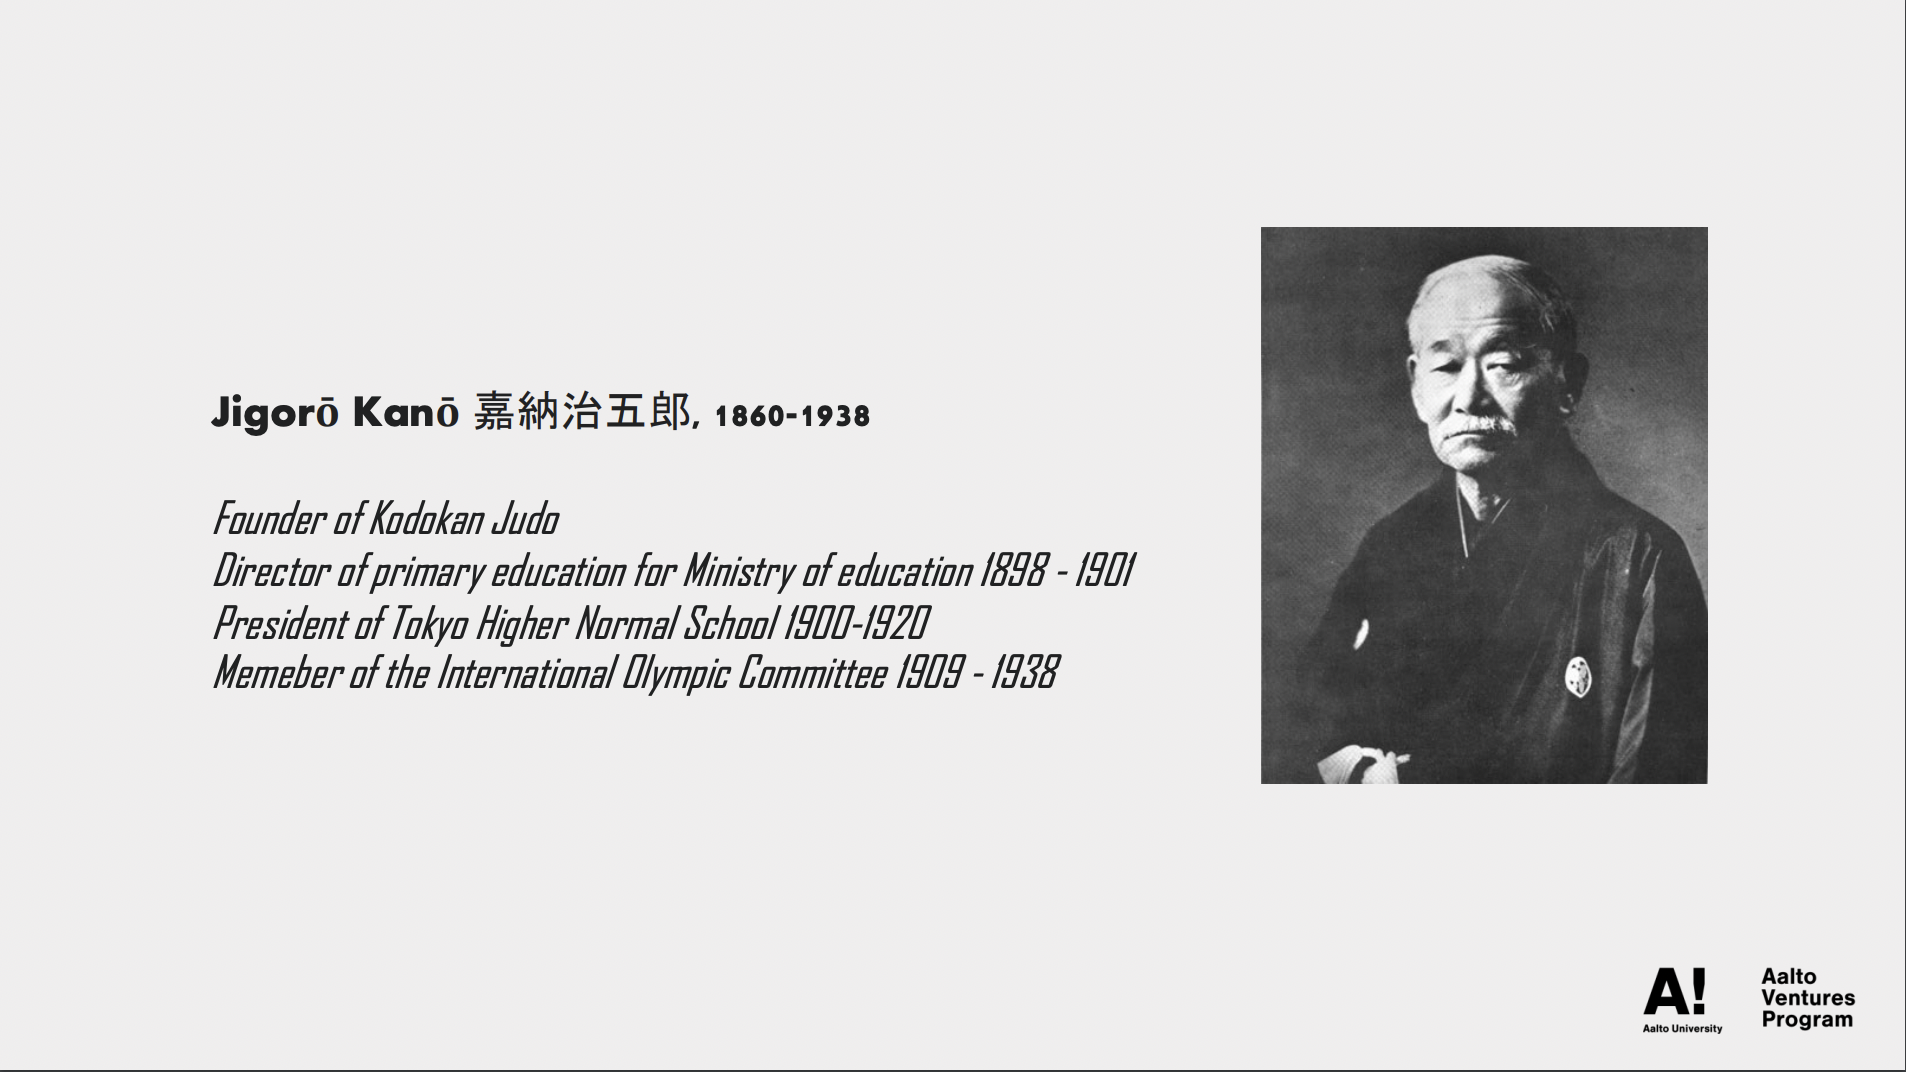 Jigorō Kanō 嘉納治五郎, 1860-1938
Founder of Kodokan Judo
Director of primary education for Ministry of education 1898 - 1901
President of Tokyo Higher Normal School 1900-1920
Memeber of the International Olympic Committee 1909 - 1938
A!
Aalto University
Aalto
Ventures
Program